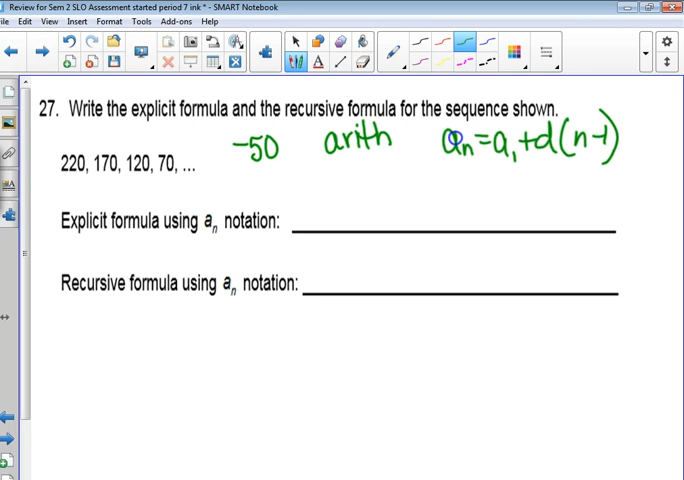 Review for Sem 2 SLO Assessment started period 7 ink * - SMART Notebook
File Edit View Insert Format Tools Add-ons Help
27. Write the explicit formula and the recursive formula for the sequence shown.
-50 arith aₙ=a₁+d(n-1)
220, 170, 120, 70, ...
Explicit formula using aₙ notation:
Recursive formula using aₙ notation: